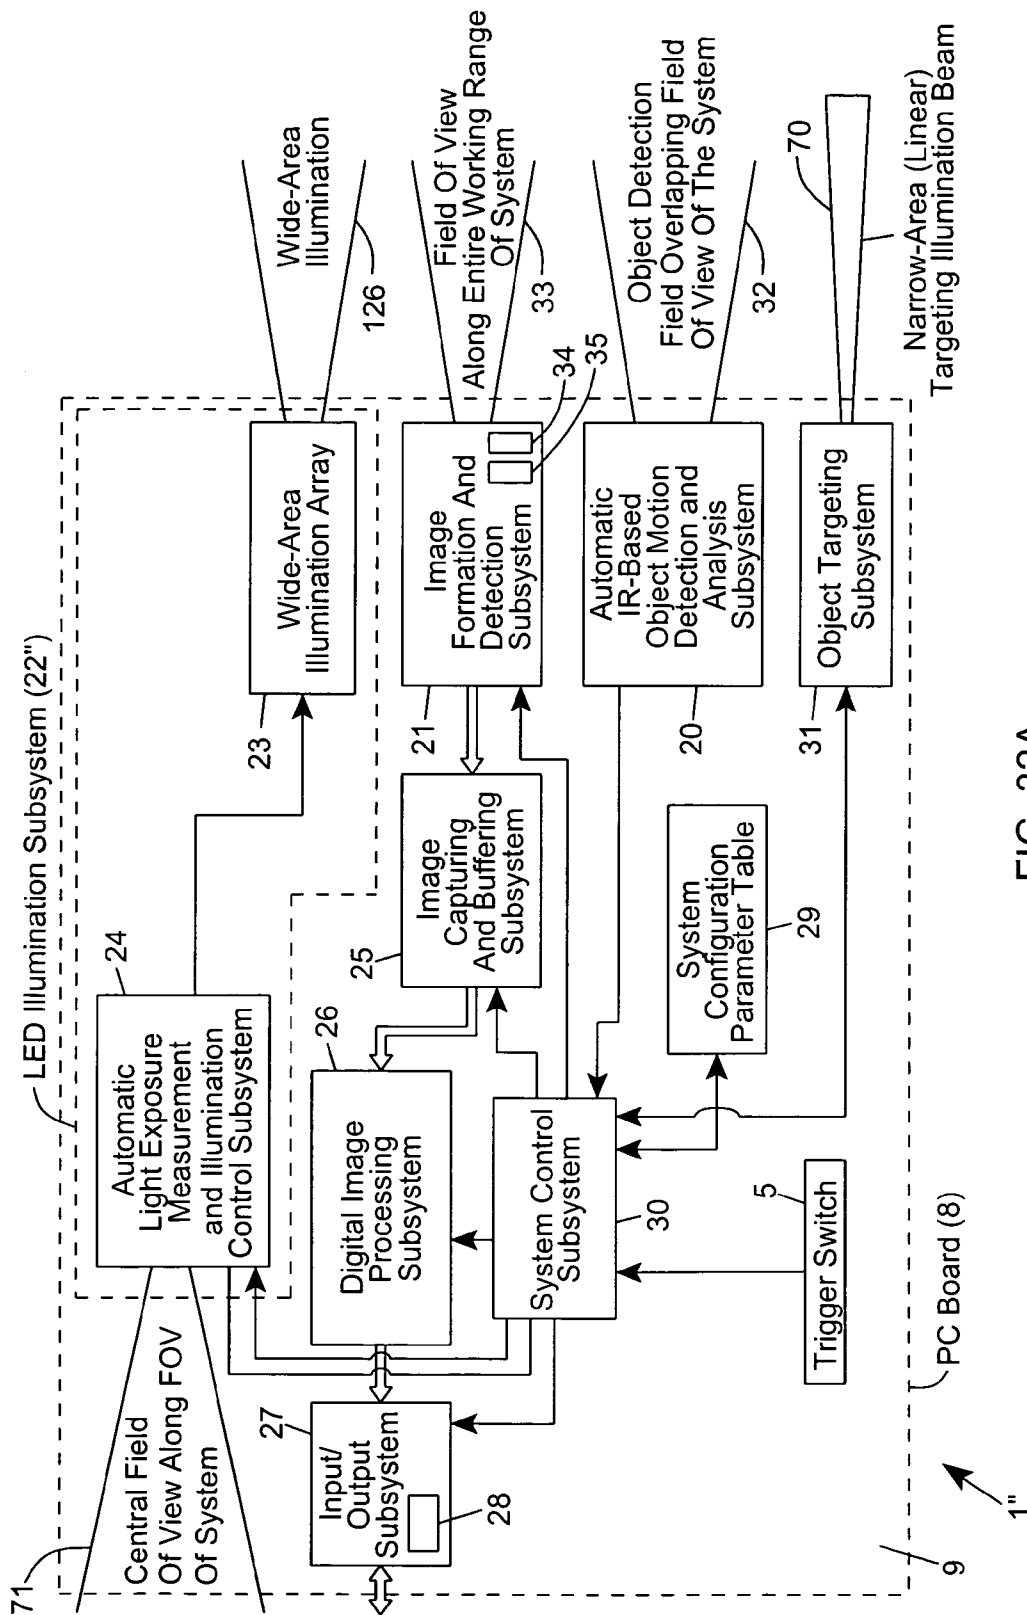 LED Illumination Subsystem (22")
24
Automatic
Light Exposure
Measurement
and Illumination
Control Subsystem
71
Central Field
Of View Along FOV
Of System
23
Wide-Area
Illumination Array
Wide-Area
Illumination
126
21
Image
Formation And
Detection
Subsystem
34
35
Field Of View
Along Entire Working Range
Of System
33
25
Image
Capturing
And Buffering
Subsystem
26
Digital Image
Processing
Subsystem
27
Input/
Output
Subsystem
28
20
Automatic
IR-Based
Object Motion
Detection and
Analysis
Subsystem
Object Detection
Field Overlapping Field
Of View Of The System
32
System Control
Subsystem
30
System
Configuration
Parameter Table
29
31
Object Targeting
Subsystem
70
Narrow-Area (Linear)
Targeting Illumination Beam
5
Trigger Switch
PC Board (8)
9
1"